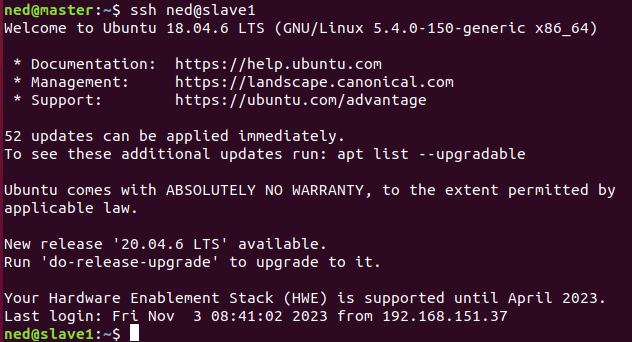 ned@master:~$ ssh ned@slave1
Welcome to Ubuntu 18.04.6 LTS (GNU/Linux 5.4.0-150-generic x86_64)
* Documentation:  https://help.ubuntu.com
* Management:     https://landscape.canonical.com
* Support:        https://ubuntu.com/advantage
52 updates can be applied immediately.
To see these additional updates run: apt list --upgradable
Ubuntu comes with ABSOLUTELY NO WARRANTY, to the extent permitted by
applicable law.
New release '20.04.6 LTS' available.
Run 'do-release-upgrade' to upgrade to it.
Your Hardware Enablement Stack (HWE) is supported until April 2023.
Last login: Fri Nov  3 08:41:02 2023 from 192.168.151.37
ned@slave1:~$